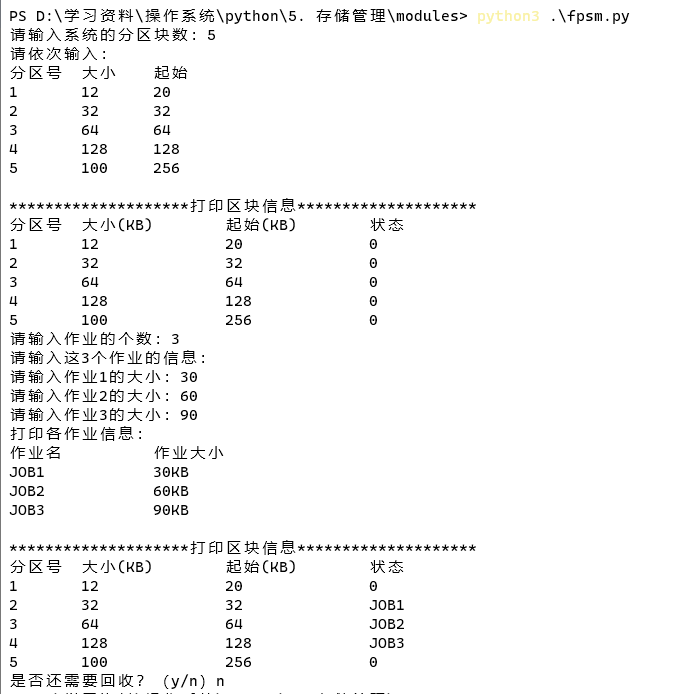 PS D:\学习资料\操作系统\python\5. 存储管理\modules> python3 .\fpsm.py
请输入系统的分区块数: 5
请依次输入:
分区号 大小 起始
1 12 20
2 32 32
3 64 64
4 128 128
5 100 256
********************打印区块信息********************
分区号 大小(KB) 起始(KB) 状态
1 12 20 0
2 32 32 0
3 64 64 0
4 128 128 0
5 100 256 0
请输入作业的个数: 3
请输入这3个作业的信息:
请输入作业1的大小: 30
请输入作业2的大小: 60
请输入作业3的大小: 90
打印各作业信息:
作业名 作业大小
JOB1 30KB
JOB2 60KB
JOB3 90KB
********************打印区块信息********************
分区号 大小(KB) 起始(KB) 状态
1 12 20 0
2 32 32 JOB1
3 64 64 JOB2
4 128 128 JOB3
5 100 256 0
是否还需要回收? (y/n) n